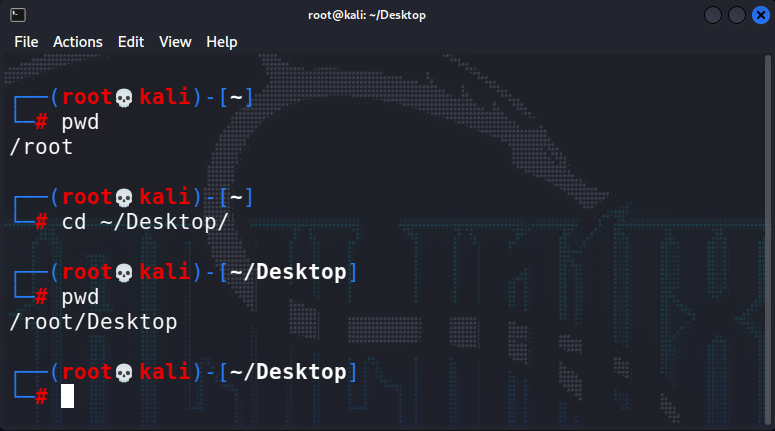 root@kali: ~/Desktop
File Actions Edit View Help
┌──(root💀kali)-[~]
└─# pwd
/root
┌──(root💀kali)-[~]
└─# cd ~/Desktop/
┌──(root💀kali)-[~/Desktop]
└─# pwd
/root/Desktop
┌──(root💀kali)-[~/Desktop]
└─#